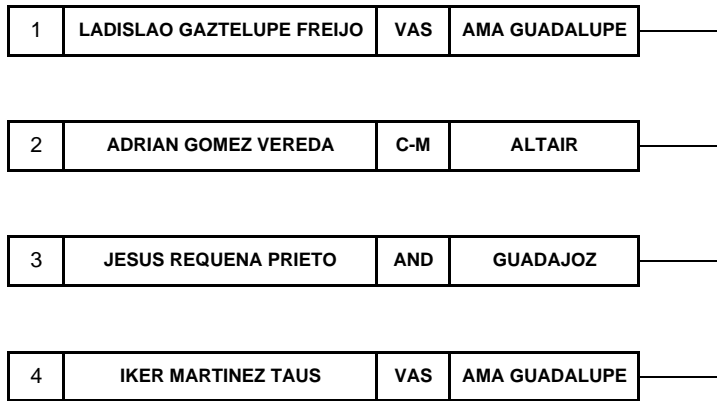 1 LADISLAO GAZTELUPE FREIJO VAS AMA GUADALUPE
2 ADRIAN GOMEZ VEREDA C-M ALTAIR
3 JESUS REQUENA PRIETO AND GUADAJOZ
4 IKER MARTINEZ TAUS VAS AMA GUADALUPE